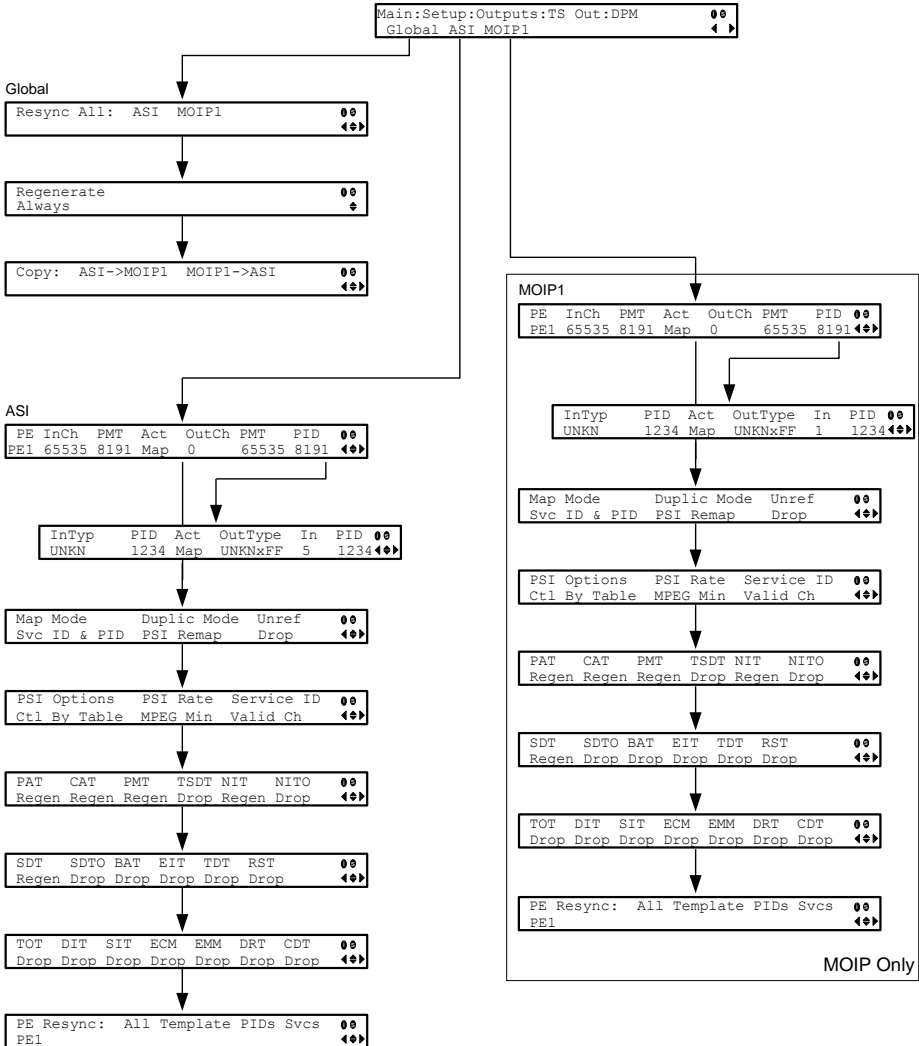 Main:Setup:Outputs:TS Out:DPM
Global ASI MOIP1
Global
Resync All: ASI MOIP1
Regenerate
Always
Copy: ASI->MOIP1 MOIP1->ASI
ASI
PE InCh PMT Act OutCh PMT PID
PE1 65535 8191 Map 0 65535 8191
InTyp PID Act OutType In PID
UNKN 1234 Map UNKNxFF 5 1234
Map Mode Duplic Mode Unref
Svc ID & PID PSI Remap Drop
PSI Options PSI Rate Service ID
Ctl By Table MPEG Min Valid Ch
PAT CAT PMT TSDT NIT NITO
Regen Regen Regen Drop Regen Drop
SDT SDTO BAT EIT TDT RST
Regen Drop Drop Drop Drop Drop
TOT DIT SIT ECM EMM DRT CDT
Drop Drop Drop Drop Drop Drop Drop
PE Resync: All Template PIDs Svcs
PE1
MOIP1
PE InCh PMT Act OutCh PMT PID
PE1 65535 8191 Map 0 65535 8191
InTyp PID Act OutType In PID
UNKN 1234 Map UNKNxFF 1 1234
Map Mode Duplic Mode Unref
Svc ID & PID PSI Remap Drop
PSI Options PSI Rate Service ID
Ctl By Table MPEG Min Valid Ch
PAT CAT PMT TSDT NIT NITO
Regen Regen Regen Drop Regen Drop
SDT SDTO BAT EIT TDT RST
Regen Drop Drop Drop Drop Drop
TOT DIT SIT ECM EMM DRT CDT
Drop Drop Drop Drop Drop Drop Drop
PE Resync: All Template PIDs Svcs
PE1
MOIP Only